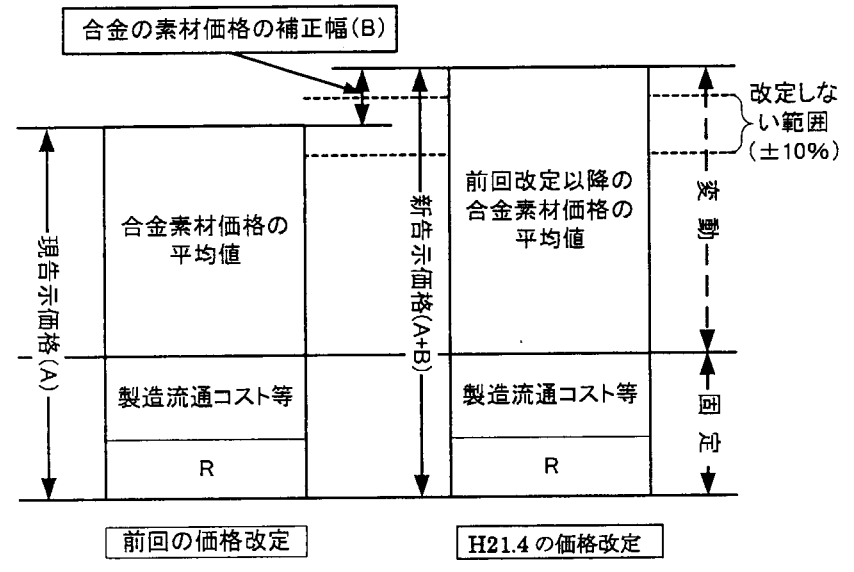 合金の素材価格の補正幅(B)
改定しな
い範囲
(±10%)
現告示価格(A)
合金素材価格の
平均値
新告示価格(A+B)
前回改定以降の
合金素材価格の
平均値
変動
製造流通コスト等
製造流通コスト等
固定
R
R
前回の価格改定
H21.4の価格改定